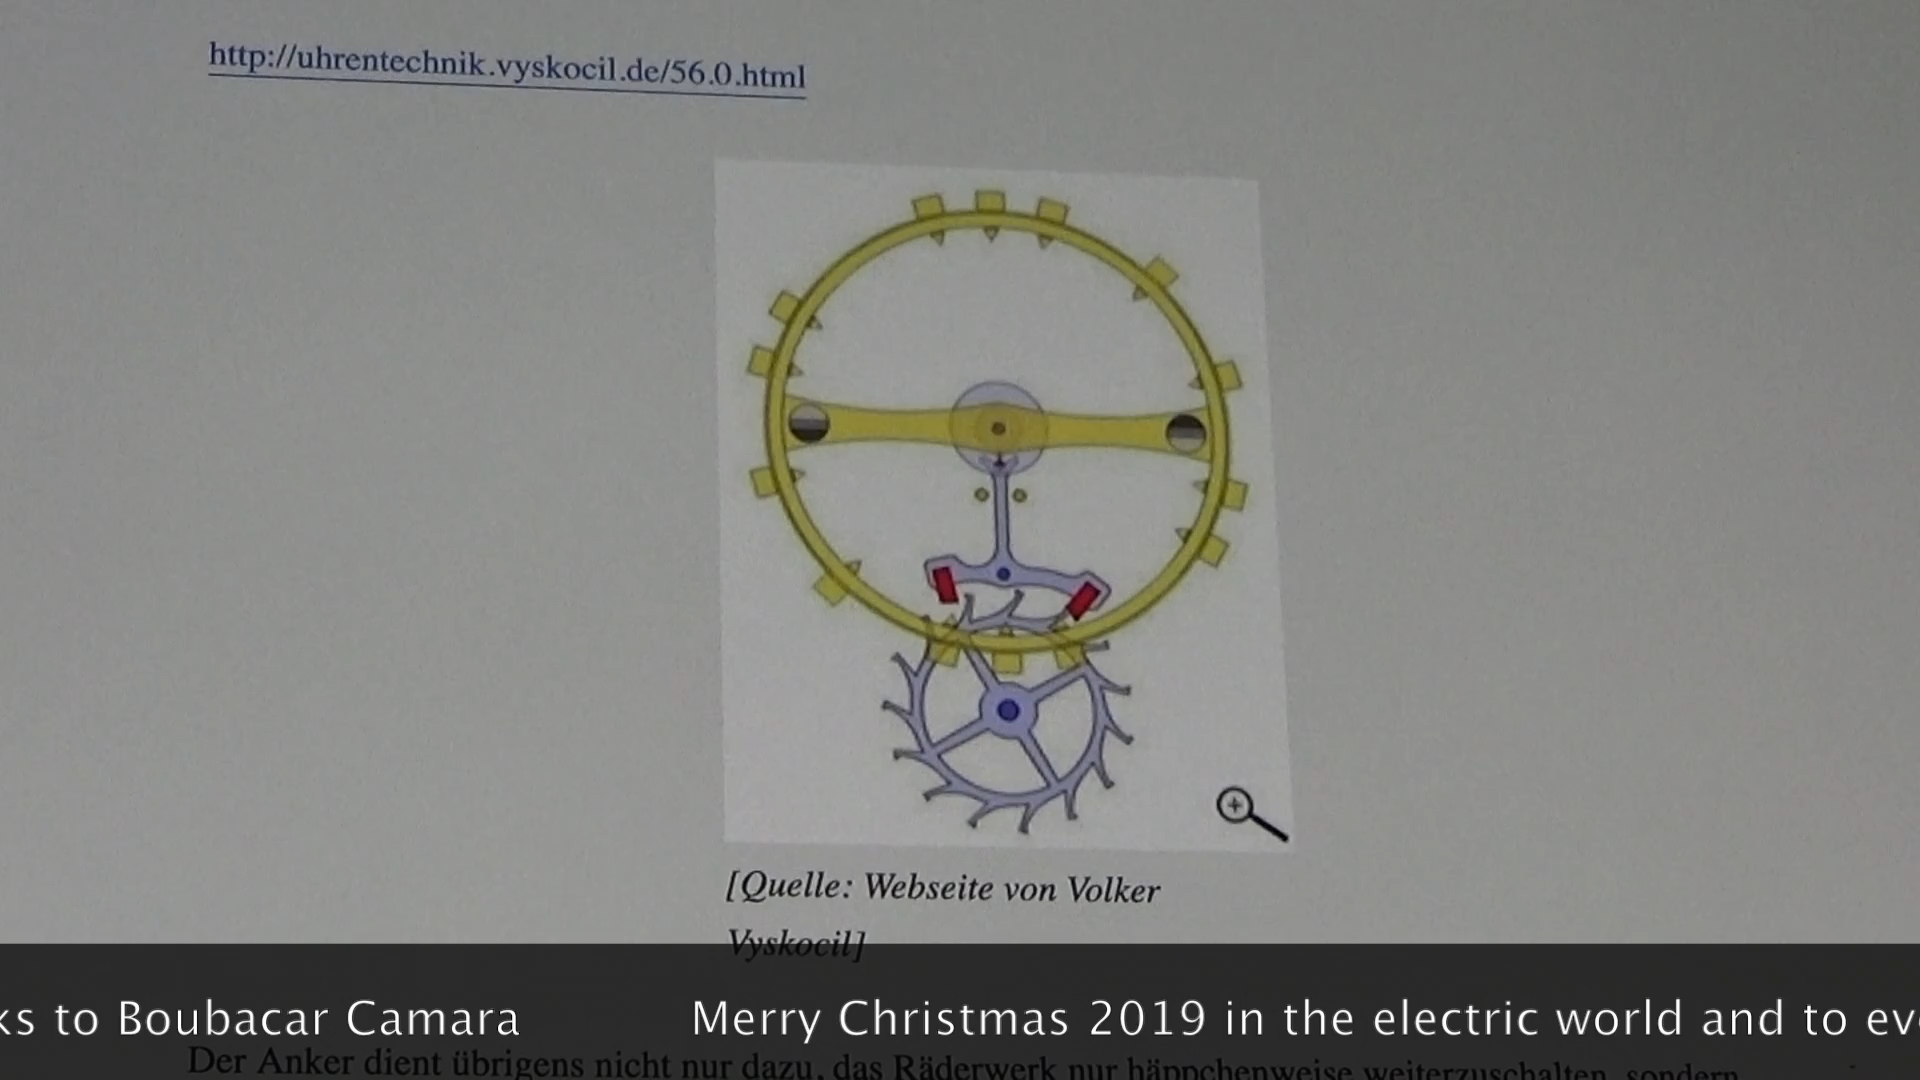 http://uhrentechnik.vyskocil.de/56.0.html
[Quelle: Webseite von Volker
Vyskocil]
ks to Boubacar Camara Merry Christmas 2019 in the electric world and to ev
Der Anker dient übrigens nicht nur dazu, das Räderwerk nur häppchenweise weiterzuschalten, sondern